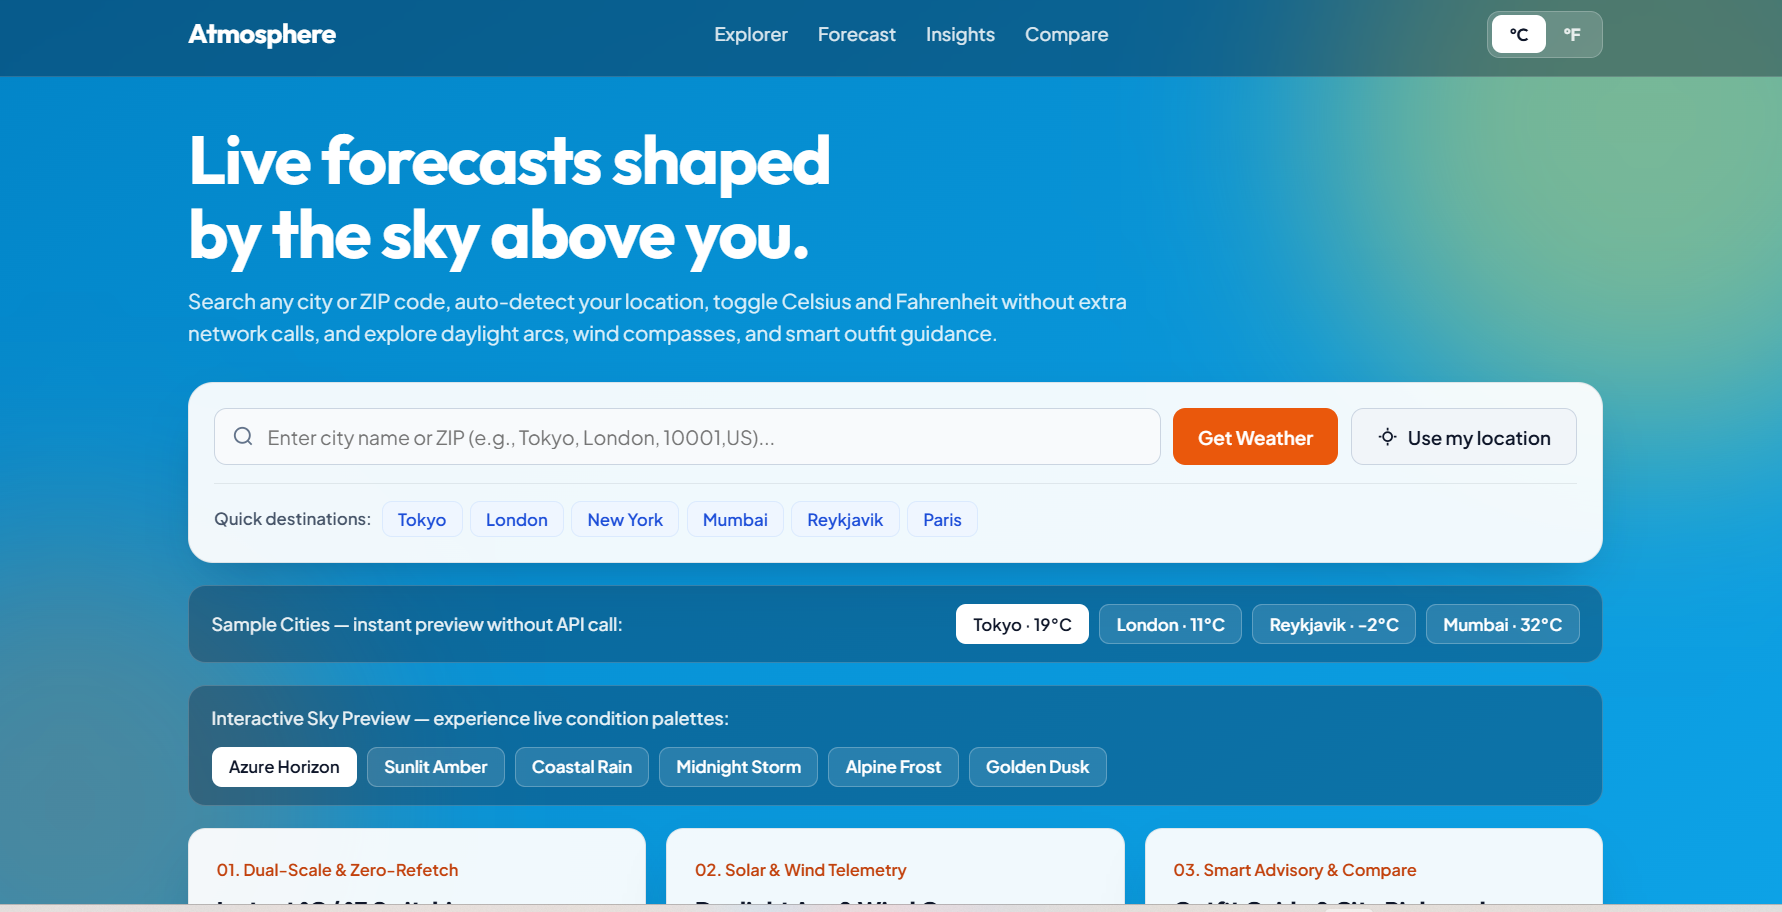 Atmosphere
Explorer
Forecast
Insights
Compare
°C
°F
Live forecasts shaped
by the sky above you.
Search any city or ZIP code, auto-detect your location, toggle Celsius and Fahrenheit without extra
network calls, and explore daylight arcs, wind compasses, and smart outfit guidance.
Enter city name or ZIP (e.g., Tokyo, London, 10001,US)...
Get Weather
Use my location
Quick destinations:
Tokyo
London
New York
Mumbai
Reykjavik
Paris
Sample Cities — instant preview without API call:
Tokyo · 19°C
London · 11°C
Reykjavik · -2°C
Mumbai · 32°C
Interactive Sky Preview — experience live condition palettes:
Azure Horizon
Sunlit Amber
Coastal Rain
Midnight Storm
Alpine Frost
Golden Dusk
01. Dual-Scale & Zero-Refetch
02. Solar & Wind Telemetry
03. Smart Advisory & Compare